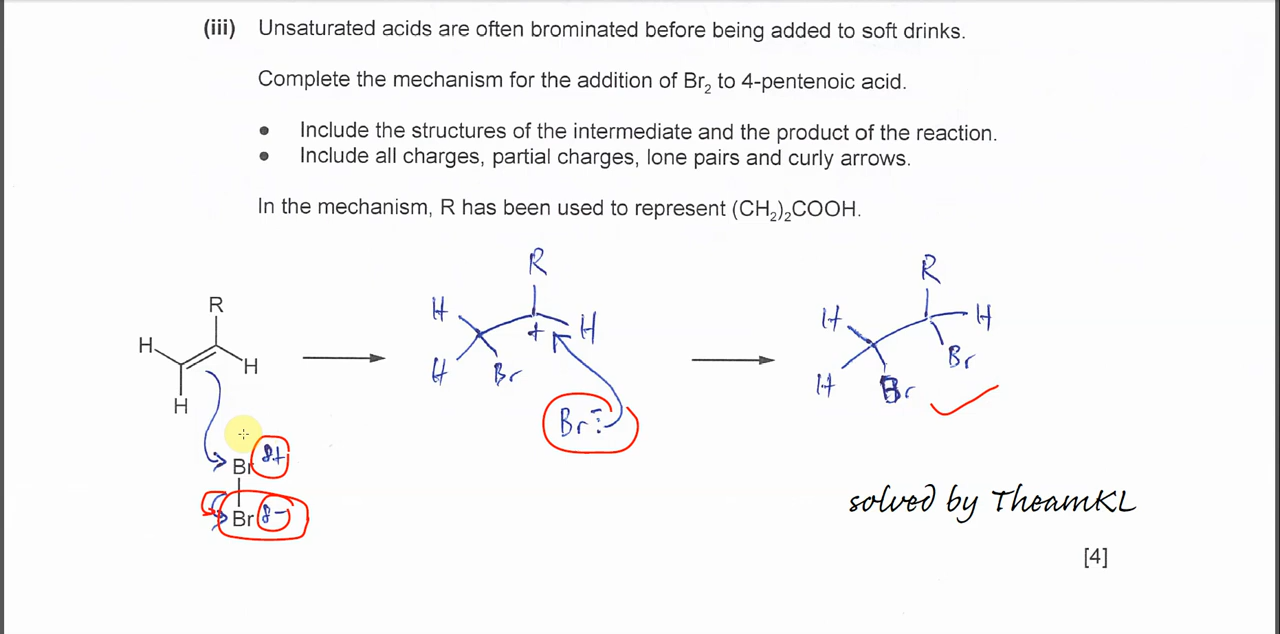 (iii) Unsaturated acids are often brominated before being added to soft drinks.
Complete the mechanism for the addition of Br₂ to 4-pentenoic acid.
• Include the structures of the intermediate and the product of the reaction.
• Include all charges, partial charges, lone pairs and curly arrows.
In the mechanism, R has been used to represent (CH₂)₂COOH.
R
H
H
H
Br δ+
Br δ−
R
H
+ H
H Br
Br:⁻
R
H H
Br
H Br
solved by TheamKL
[4]